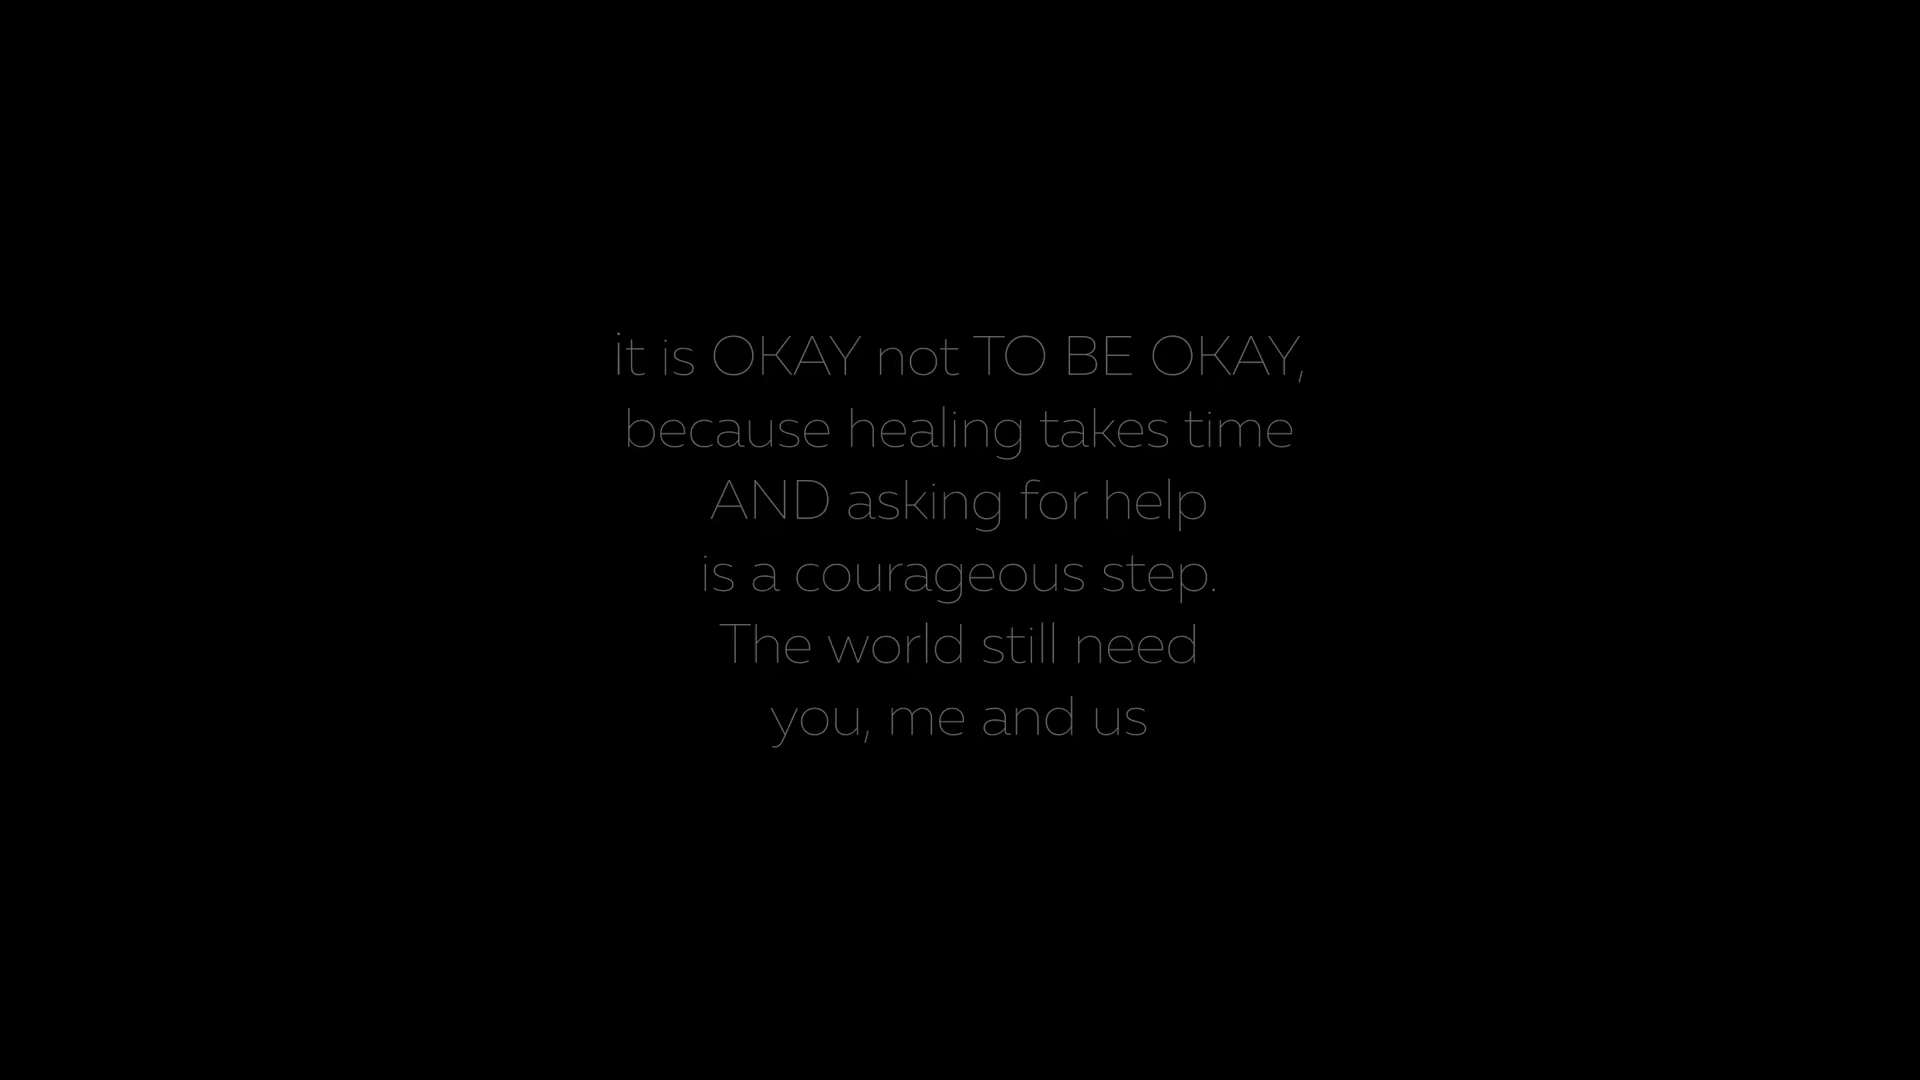 it is OKAY not TO BE OKAY,
because healing takes time
AND asking for help
is a courageous step.
The world still need
you, me and us